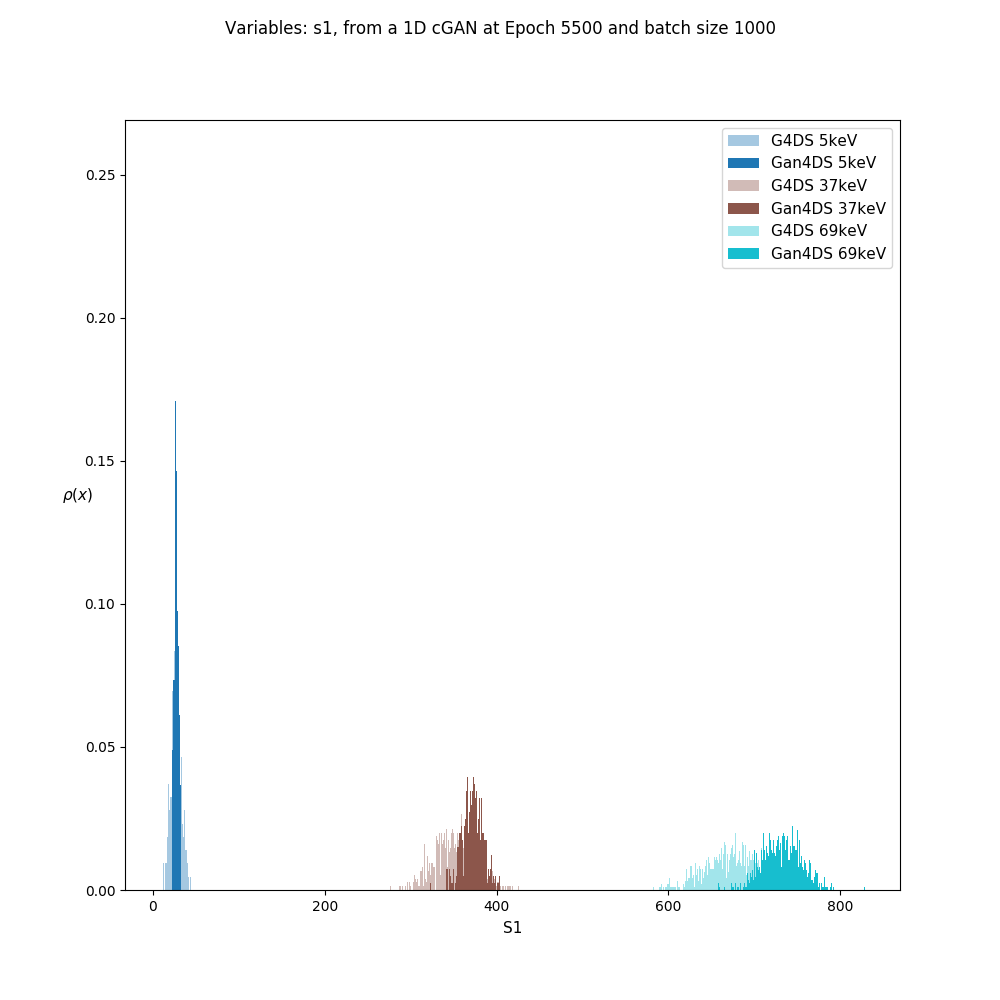 Variables: s1, from a 1D cGAN at Epoch 5500 and batch size 1000
G4DS 5keV
Gan4DS 5keV
G4DS 37keV
Gan4DS 37keV
G4DS 69keV
Gan4DS 69keV
0.25
0.20
0.15
ρ(x)
0.10
0.05
0.00
0 200 400 600 800
S1